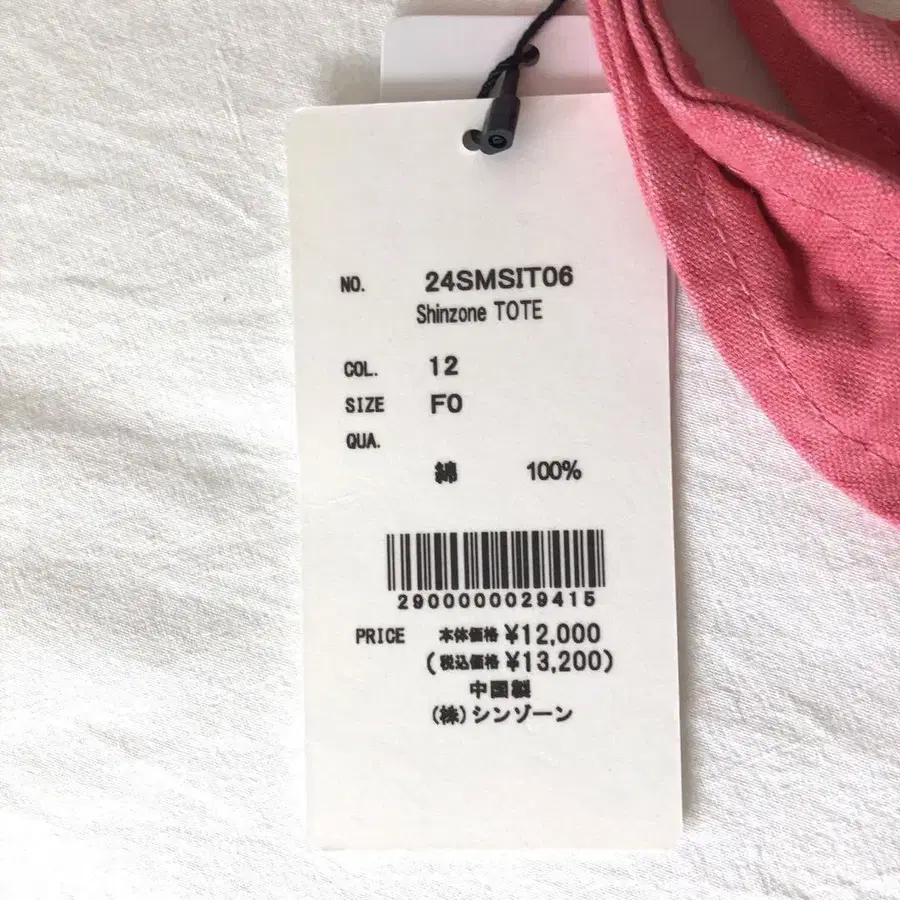 NO. 24SMSIT06
Shinzone TOTE
COL. 12
SIZE F0
QUA.
綿 100%
2900000029415
PRICE 本体価格 ¥12,000
(税込価格 ¥13,200)
中国製
(株)シンゾーン